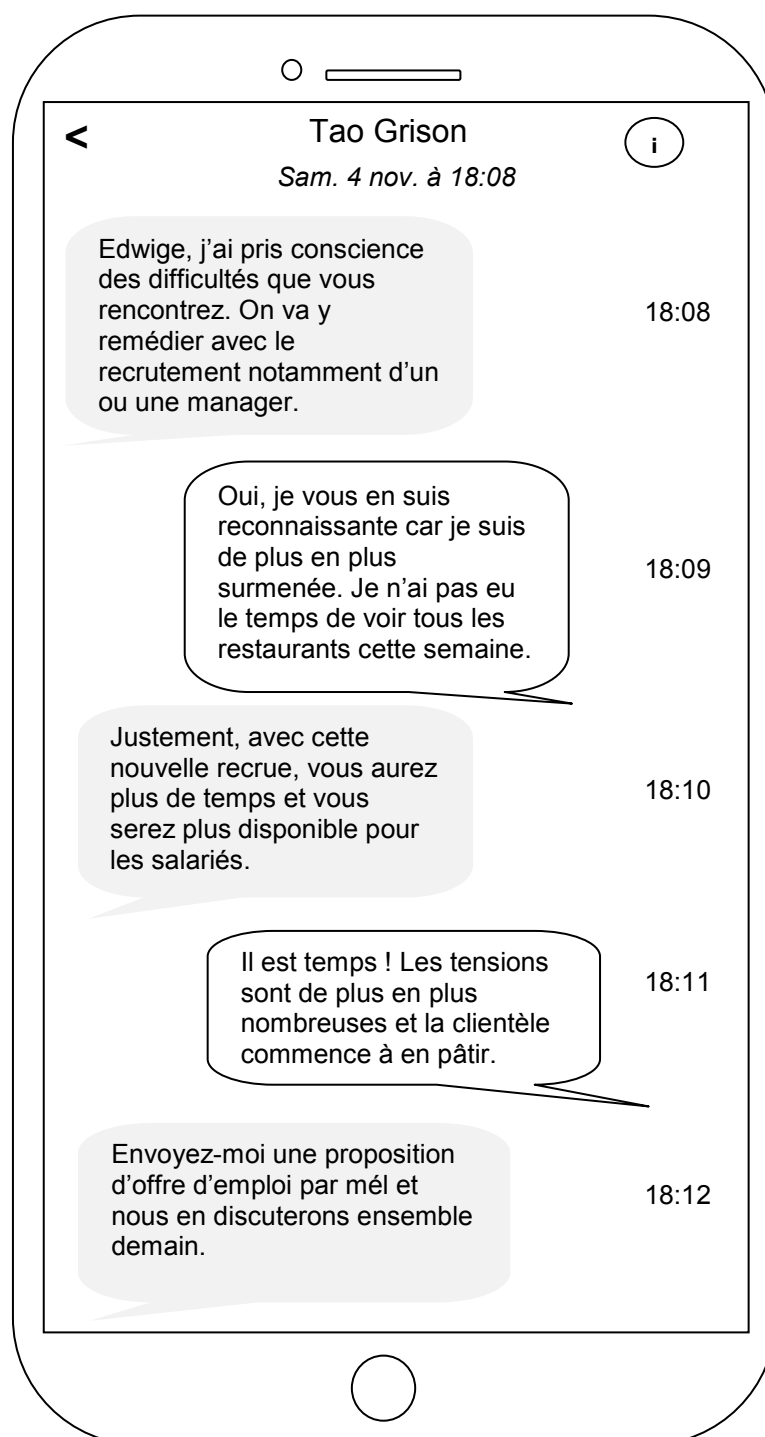 <
Tao Grison
i
Sam. 4 nov. à 18:08
Edwige, j’ai pris conscience
des difficultés que vous
rencontrez. On va y
remédier avec le
recrutement notamment d’un
ou une manager.
18:08
Oui, je vous en suis
reconnaissante car je suis
de plus en plus
surmenée. Je n’ai pas eu
le temps de voir tous les
restaurants cette semaine.
18:09
Justement, avec cette
nouvelle recrue, vous aurez
plus de temps et vous
serez plus disponible pour
les salariés.
18:10
Il est temps ! Les tensions
sont de plus en plus
nombreuses et la clientèle
commence à en pâtir.
18:11
Envoyez-moi une proposition
d’offre d’emploi par mél et
nous en discuterons ensemble
demain.
18:12